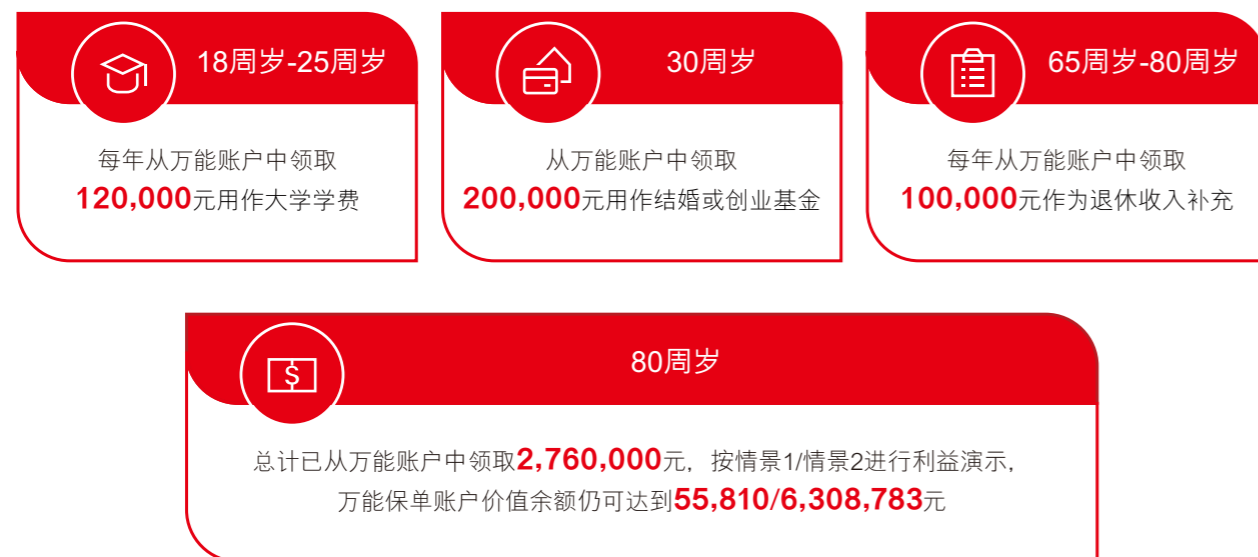 18周岁-25周岁
每年从万能账户中领取
120,000元用作大学学费
30周岁
从万能账户中领取
200,000元用作结婚或创业基金
65周岁-80周岁
每年从万能账户中领取
100,000元作为退休收入补充
$
80周岁
总计已从万能账户中领取2,760,000元，按情景1/情景2进行利益演示，
万能保单账户价值余额仍可达到55,810/6,308,783元